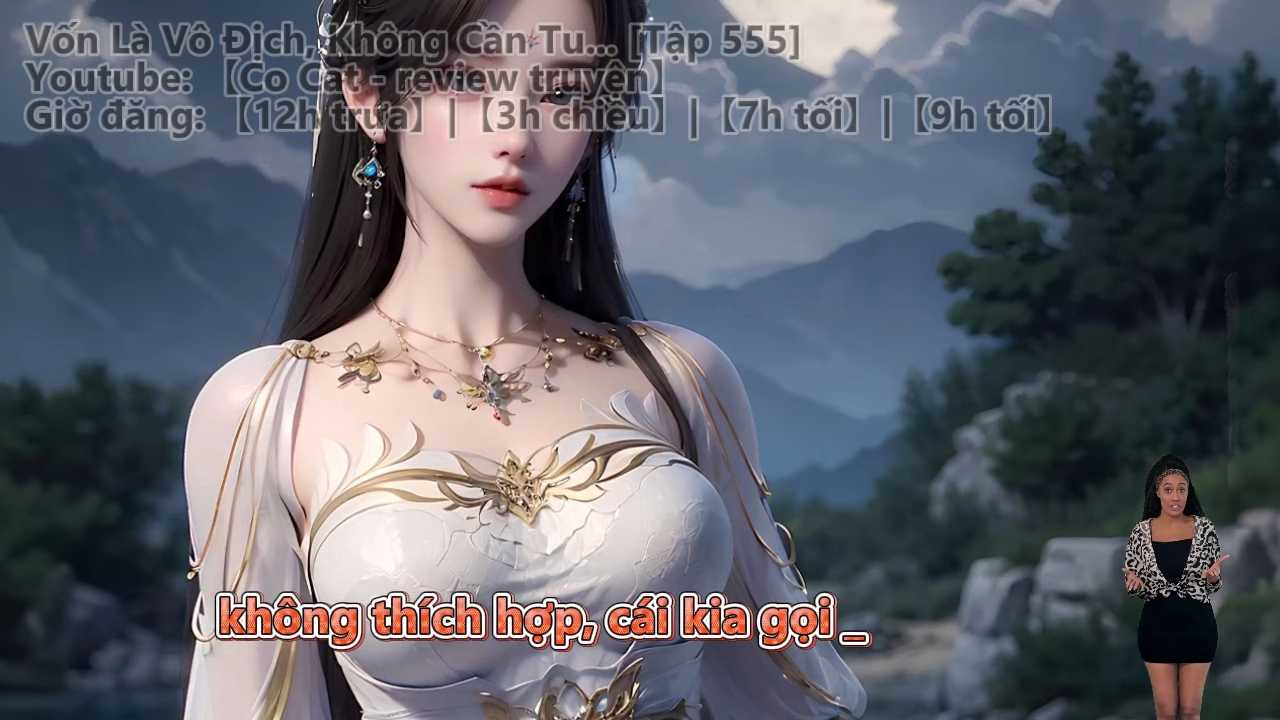 Vốn Là Vô Địch, Không Cần Tu... [Tập 555]
Youtube: 【Co Cat - review truyện】
Giờ đăng: 【12h trưa】 | 【3h chiều】 | 【7h tối】 | 【9h tối】
không thích hợp, cái kia gọi _